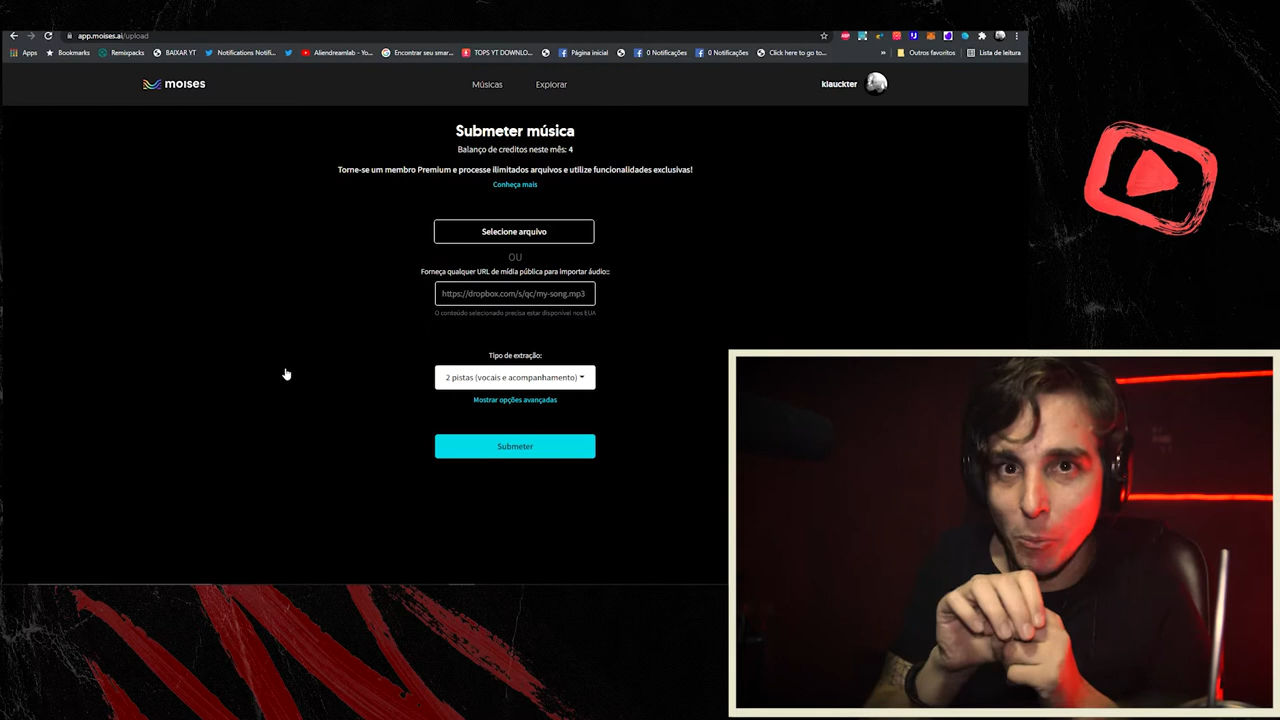 app.moises.ai/upload
Apps Bookmarks Remixpacks BAIXAR YT Notifications Notifi... Aliendreamlab - Yo... Encontrar seu smar... TOPS YT DOWNLO... Página inicial 0 Notificações 0 Notificações Click here to go to... » Outros favoritos Lista de leitura
moises Músicas Explorar klauckter
Submeter música
Balanço de creditos neste mês: 4
Torne-se um membro Premium e processe ilimitados arquivos e utilize funcionalidades exclusivas!
Conheça mais
Selecione arquivo
OU
Forneça qualquer URL de mídia pública para importar áudio::
https://dropbox.com/s/qc/my-song.mp3
O conteúdo selecionado precisa estar disponível nos EUA
Tipo de extração:
2 pistas (vocais e acompanhamento)
Mostrar opções avançadas
Submeter